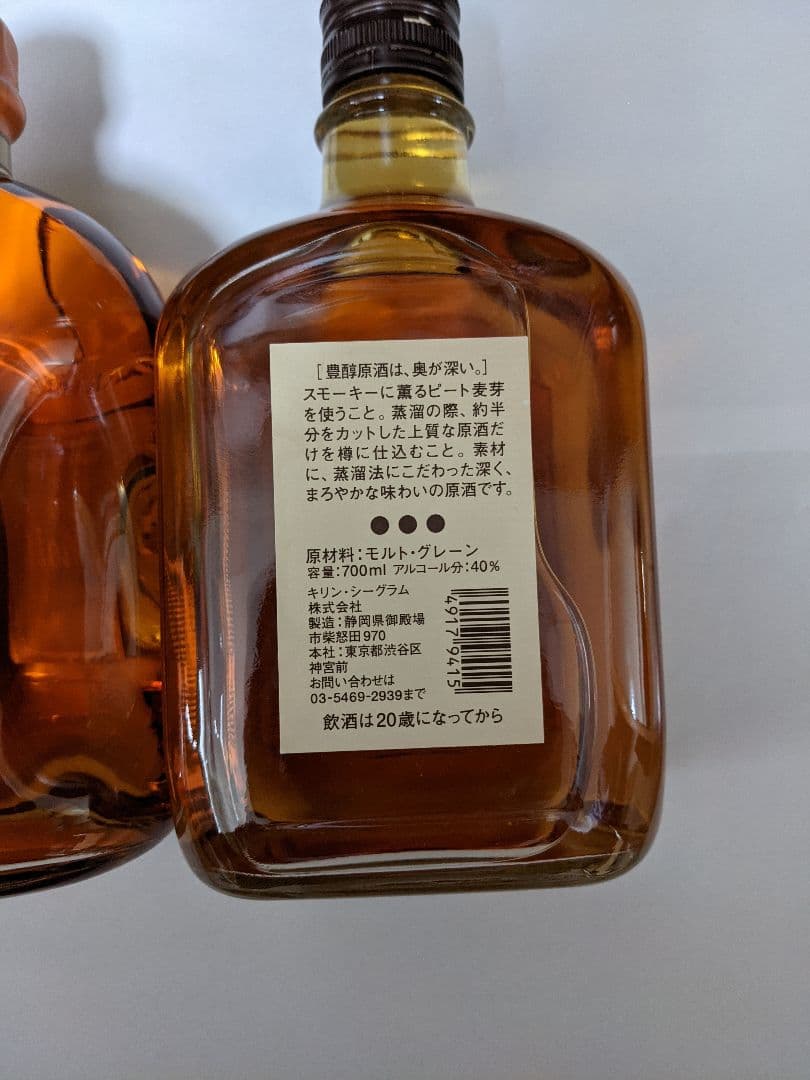 [豊醇原酒は、奥が深い。]
スモーキーに薫るピート麦芽
を使うこと。蒸溜の際、約半
分をカットした上質な原酒だ
けを樽に仕込むこと。素材
に、蒸溜法にこだわった深く、
まろやかな味わいの原酒です。
●●●
原材料:モルト・グレーン
容量:700ml アルコール分:40%
キリン・シーグラム
株式会社
製造:静岡県御殿場
市柴怒田970
本社:東京都渋谷区
神宮前
お問い合わせは
03-5469-2939まで
49179415
飲酒は20歳になってから